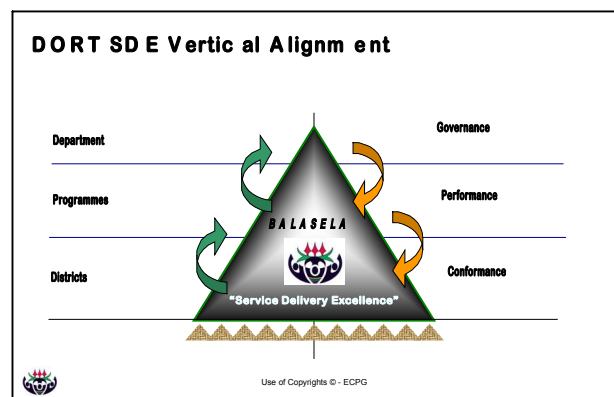 DORT SDE Vertical Alignment
Department
Governance
Programmes
Performance
BALASELA
Districts
Conformance
“Service Delivery Excellence”
Use of Copyrights © - ECPG